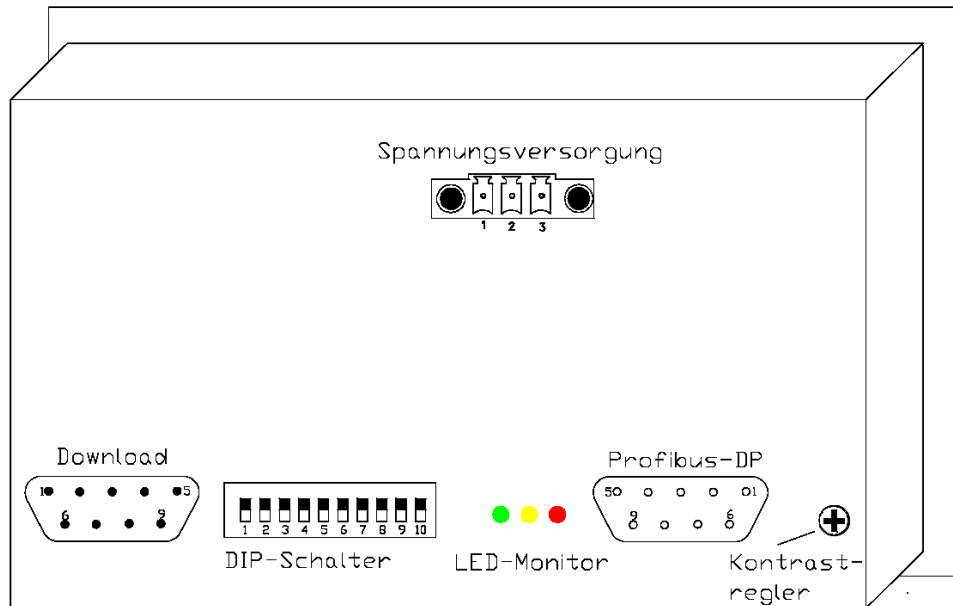 Spannungsversorgung
1 2 3
Download
1 5
6 9
1 2 3 4 5 6 7 8 9 10
DIP-Schalter
LED-Monitor
Profibus-DP
5 1
9 6
Kontrast-
regler